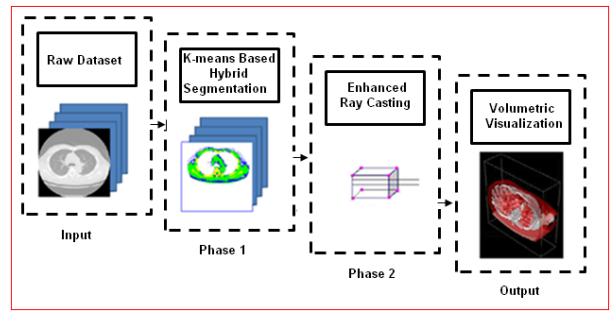 Raw Dataset
Input
K-means Based
Hybrid
Segmentation
Phase 1
Enhanced
Ray Casting
Phase 2
Volumetric
Visualization
Output